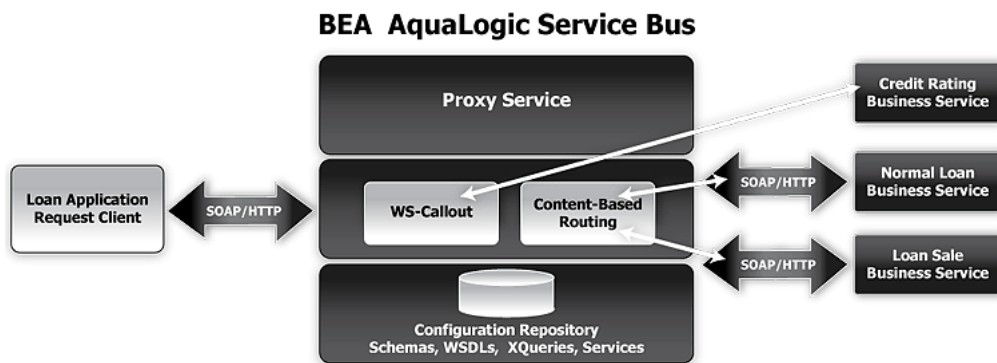 BEA AquaLogic Service Bus
Proxy Service
Credit Rating
Business Service
Loan Application
Request Client
SOAP/HTTP
WS-Callout
Content-Based
Routing
SOAP/HTTP
Normal Loan
Business Service
SOAP/HTTP
Loan Sale
Business Service
Configuration Repository
Schemas, WSDLs, XQueries, Services